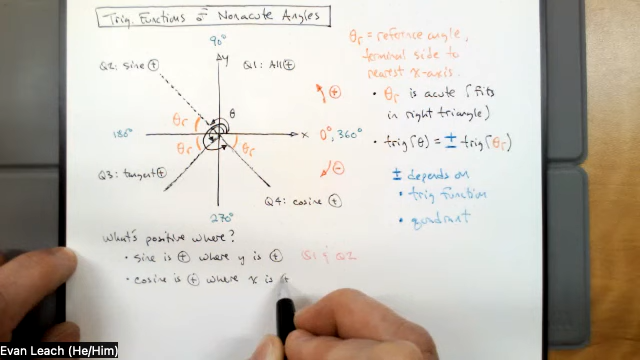 Trig. Functions of Nonacute Angles
90°
y
Q2: sine ⊕
Q1: All ⊕
θ
θr
180°
x
0°, 360°
θr
θr
⊕
⊖
Q3: tangent ⊕
Q4: cosine ⊕
270°
θr = reference angle,
terminal side to
nearest x-axis.
• θr is acute (fits
in right triangle)
• trig(θ) = ± trig(θr)
± depends on
• trig function
• quadrant
What's positive where?
• sine is ⊕ where y is ⊕ Q1 & Q2
• cosine is ⊕ where x is +
Evan Leach (He/Him)